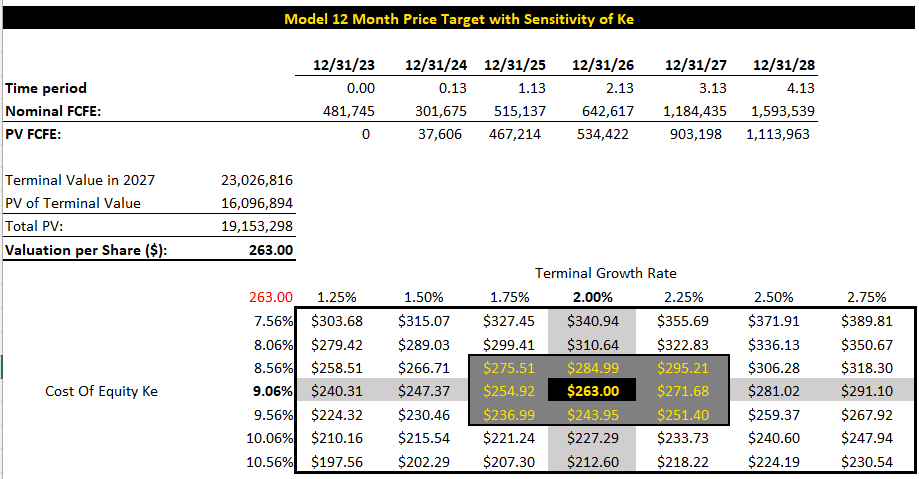 Model 12 Month Price Target with Sensitivity of Ke
12/31/23 12/31/24 12/31/25 12/31/26 12/31/27 12/31/28
Time period 0.00 0.13 1.13 2.13 3.13 4.13
Nominal FCFE: 481,745 301,675 515,137 642,617 1,184,435 1,593,539
PV FCFE: 0 37,606 467,214 534,422 903,198 1,113,963
Terminal Value in 2027 23,026,816
PV of Terminal Value 16,096,894
Total PV: 19,153,298
Valuation per Share ($): 263.00
Terminal Growth Rate
263.00 1.25% 1.50% 1.75% 2.00% 2.25% 2.50% 2.75%
7.56% $303.68 $315.07 $327.45 $340.94 $355.69 $371.91 $389.81
8.06% $279.42 $289.03 $299.41 $310.64 $322.83 $336.13 $350.67
8.56% $258.51 $266.71 $275.51 $284.99 $295.21 $306.28 $318.30
Cost Of Equity Ke 9.06% $240.31 $247.37 $254.92 $263.00 $271.68 $281.02 $291.10
9.56% $224.32 $230.46 $236.99 $243.95 $251.40 $259.37 $267.92
10.06% $210.16 $215.54 $221.24 $227.29 $233.73 $240.60 $247.94
10.56% $197.56 $202.29 $207.30 $212.60 $218.22 $224.19 $230.54